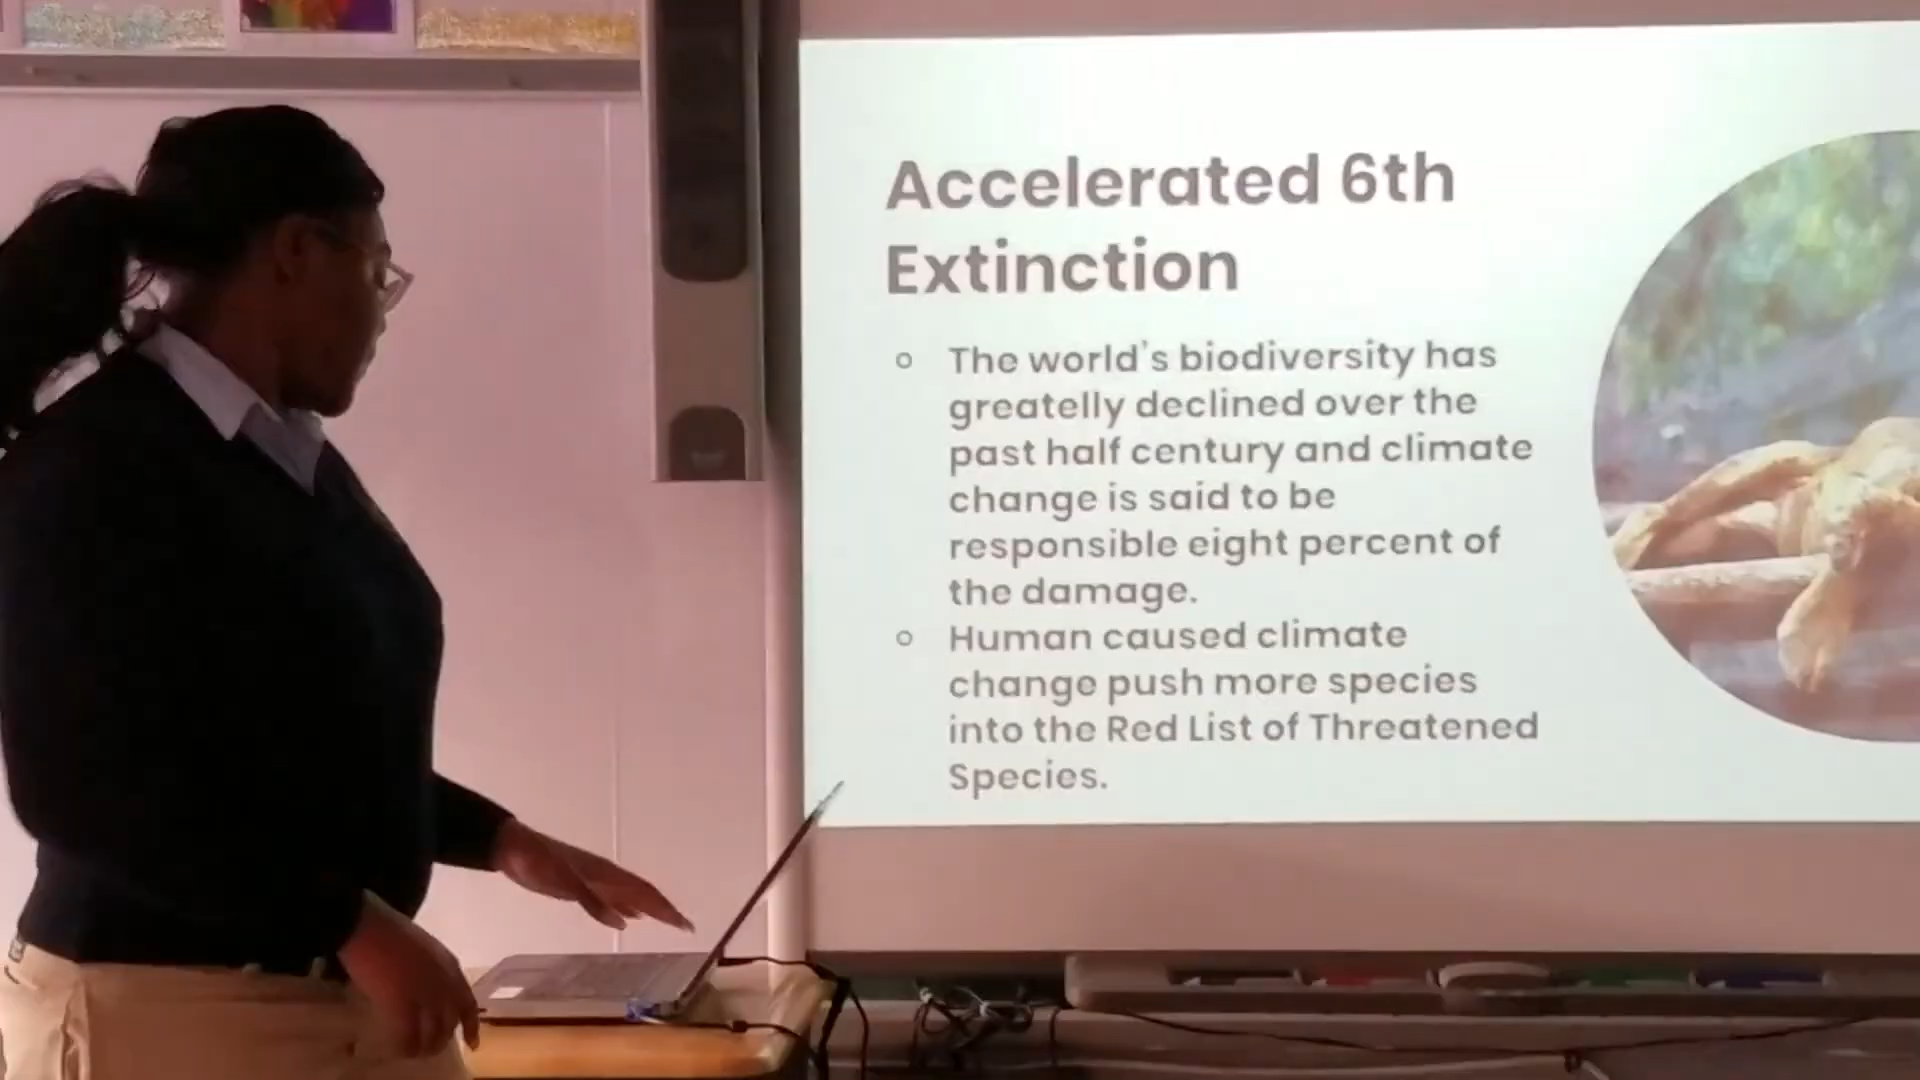 Accelerated 6th
Extinction
The world's biodiversity has
greatelly declined over the
past half century and climate
change is said to be
responsible eight percent of
the damage.
Human caused climate
change push more species
into the Red List of Threatened
Species.